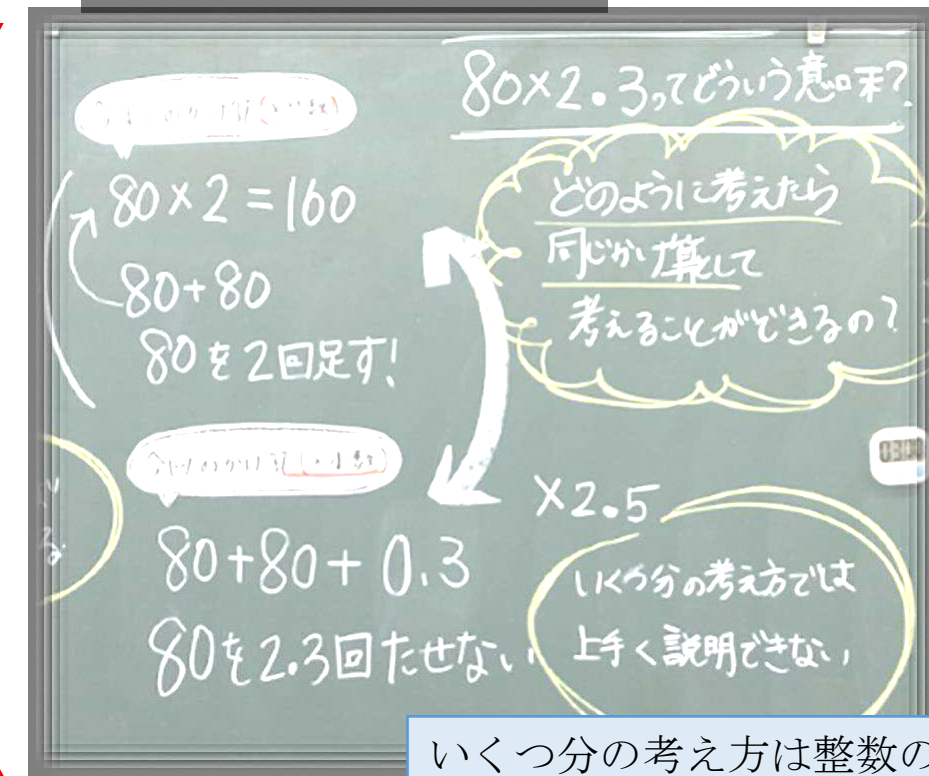 80×2.3ってどういう意味?
80×2=160
80+80
80を2回足す!
どのように考えたら
同じかけ算として
考えることができるの?
80+80+0.3
80を2.3回たせない
×2.5
いくつ分の考え方では
上手く説明できない
いくつ分の考え方は整数の